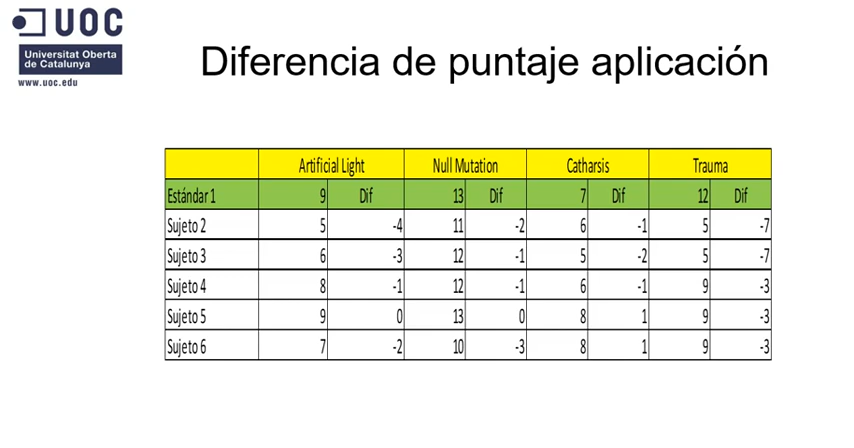 UOC
Universitat Oberta
de Catalunya
www.uoc.edu
Diferencia de puntaje aplicación
Artificial Light Null Mutation Catharsis Trauma
Estándar 1 9 Dif 13 Dif 7 Dif 12 Dif
Sujeto 2 5 -4 11 -2 6 -1 5 -7
Sujeto 3 6 -3 12 -1 5 -2 5 -7
Sujeto 4 8 -1 12 -1 6 -1 9 -3
Sujeto 5 9 0 13 0 8 1 9 -3
Sujeto 6 7 -2 10 -3 8 1 9 -3